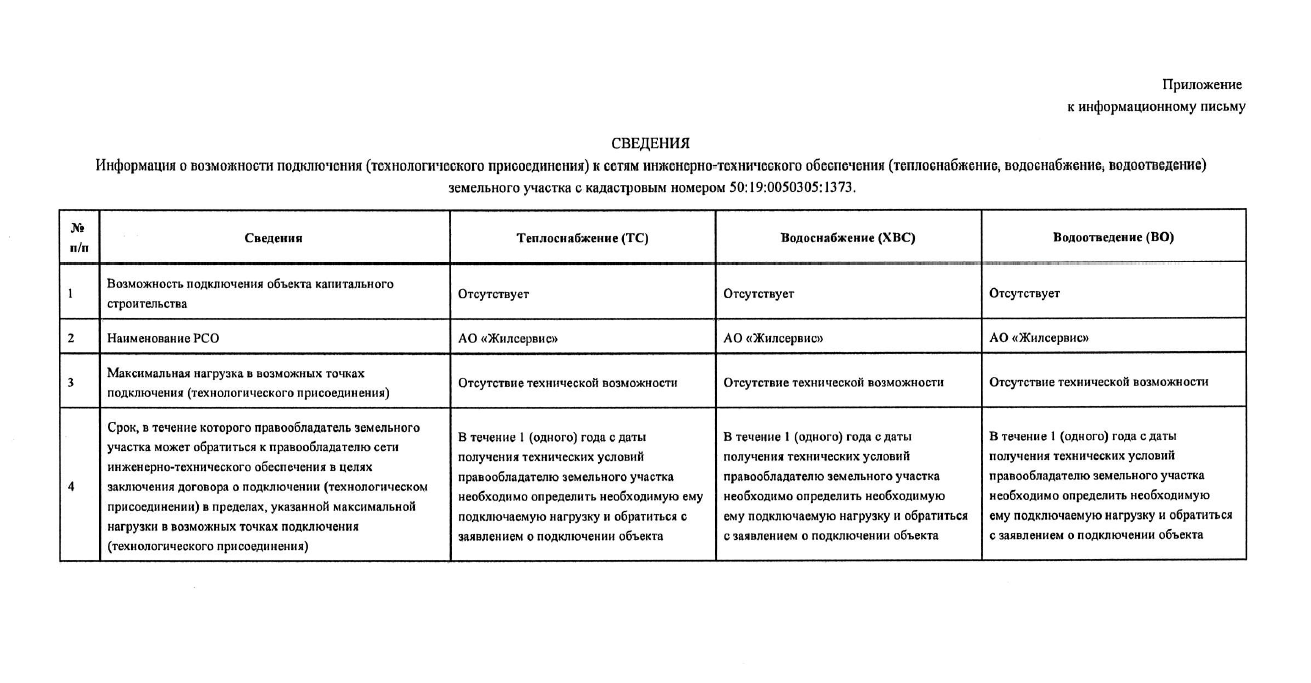 Приложение
к информационному письму
СВЕДЕНИЯ
Информация о возможности подключения (технологического присоединения) к сетям инженерно-технического обеспечения (теплоснабжение, водоснабжение, водоотведение)
земельного участка с кадастровым номером 50:19:0050305:1373.
№
п/п
Сведения
Теплоснабжение (ТС)
Водоснабжение (ХВС)
Водоотведение (ВО)
1
Возможность подключения объекта капитального
строительства
Отсутствует
Отсутствует
Отсутствует
2
Наименование РСО
АО «Жилсервис»
АО «Жилсервис»
АО «Жилсервис»
3
Максимальная нагрузка в возможных точках
подключения (технологического присоединения)
Отсутствие технической возможности
Отсутствие технической возможности
Отсутствие технической возможности
4
Срок, в течение которого правообладатель земельного
участка может обратиться к правообладателю сети
инженерно-технического обеспечения в целях
заключения договора о подключении (технологическом
присоединении) в пределах, указанной максимальной
нагрузки в возможных точках подключения
(технологического присоединения)
В течение 1 (одного) года с даты
получения технических условий
правообладателю земельного участка
необходимо определить необходимую ему
подключаемую нагрузку и обратиться с
заявлением о подключении объекта
В течение 1 (одного) года с даты
получения технических условий
правообладателю земельного участка
необходимо определить необходимую
ему подключаемую нагрузку и обратиться
с заявлением о подключении объекта
В течение 1 (одного) года с даты
получения технических условий
правообладателю земельного участка
необходимо определить необходимую
ему подключаемую нагрузку и обратиться
с заявлением о подключении объекта